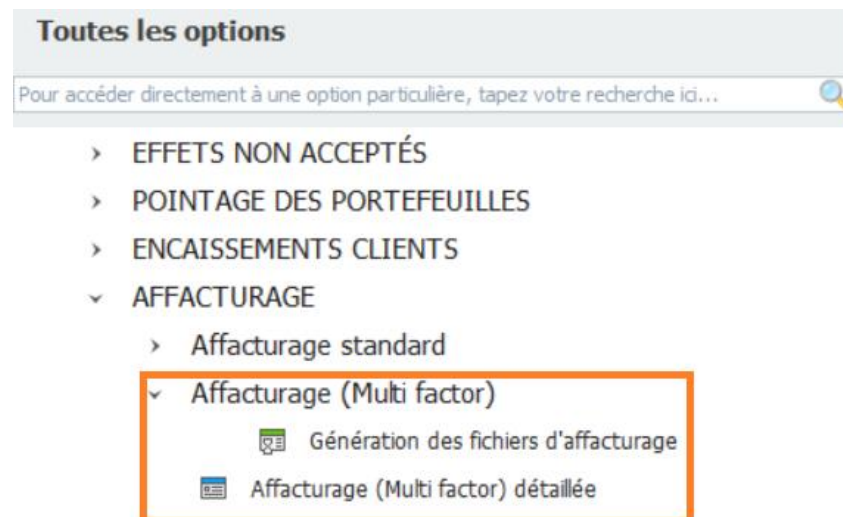 Toutes les options
Pour accéder directement à une option particulière, tapez votre recherche ici...
EFFETS NON ACCEPTÉS
POINTAGE DES PORTEFEUILLES
ENCAISSEMENTS CLIENTS
AFFACTURAGE
Affacturage standard
Affacturage (Multi factor)
Génération des fichiers d'affacturage
Affacturage (Multi factor) détaillée